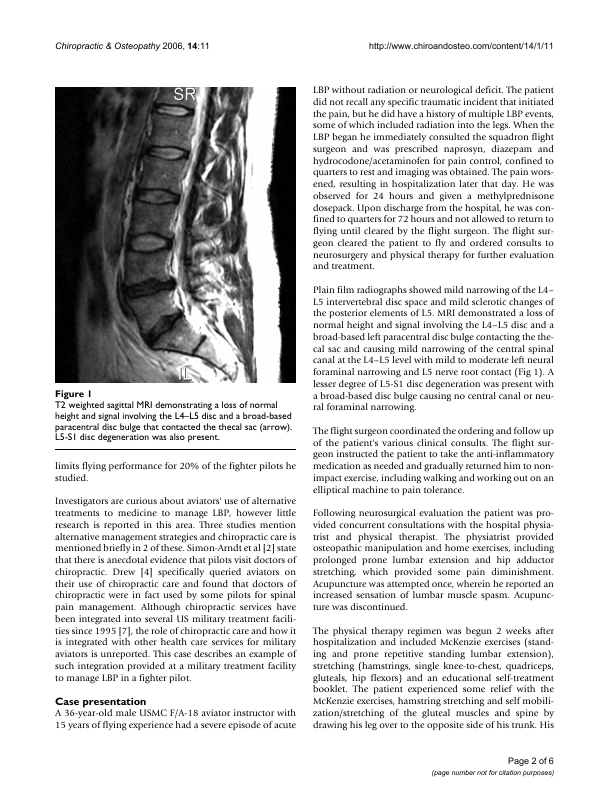 Chiropractic & Osteopathy 2006, 14:11
http://www.chiroandosteo.com/content/14/1/11
SR
IL
Figure 1
T2 weighted sagittal MRI demonstrating a loss of normal
height and signal involving the L4–L5 disc and a broad-based
paracentral disc bulge that contacted the thecal sac (arrow).
L5-S1 disc degeneration was also present.
limits flying performance for 20% of the fighter pilots he
studied.
Investigators are curious about aviators' use of alternative
treatments to medicine to manage LBP, however little
research is reported in this area. Three studies mention
alternative management strategies and chiropractic care is
mentioned briefly in 2 of these. Simon-Arndt et al [2] state
that there is anecdotal evidence that pilots visit doctors of
chiropractic. Drew [4] specifically queried aviators on
their use of chiropractic care and found that doctors of
chiropractic were in fact used by some pilots for spinal
pain management. Although chiropractic services have
been integrated into several US military treatment facili-
ties since 1995 [7], the role of chiropractic care and how it
is integrated with other health care services for military
aviators is unreported. This case describes an example of
such integration provided at a military treatment facility
to manage LBP in a fighter pilot.
Case presentation
A 36-year-old male USMC F/A-18 aviator instructor with
15 years of flying experience had a severe episode of acute
LBP without radiation or neurological deficit. The patient
did not recall any specific traumatic incident that initiated
the pain, but he did have a history of multiple LBP events,
some of which included radiation into the legs. When the
LBP began he immediately consulted the squadron flight
surgeon and was prescribed naprosyn, diazepam and
hydrocodone/acetaminofen for pain control, confined to
quarters to rest and imaging was obtained. The pain wors-
ened, resulting in hospitalization later that day. He was
observed for 24 hours and given a methylprednisone
dosepack. Upon discharge from the hospital, he was con-
fined to quarters for 72 hours and not allowed to return to
flying until cleared by the flight surgeon. The flight sur-
geon cleared the patient to fly and ordered consults to
neurosurgery and physical therapy for further evaluation
and treatment.
Plain film radiographs showed mild narrowing of the L4–
L5 intervertebral disc space and mild sclerotic changes of
the posterior elements of L5. MRI demonstrated a loss of
normal height and signal involving the L4–L5 disc and a
broad-based left paracentral disc bulge contacting the the-
cal sac and causing mild narrowing of the central spinal
canal at the L4–L5 level with mild to moderate left neural
foraminal narrowing and L5 nerve root contact (Fig 1). A
lesser degree of L5-S1 disc degeneration was present with
a broad-based disc bulge causing no central canal or neu-
ral foraminal narrowing.
The flight surgeon coordinated the ordering and follow up
of the patient's various clinical consults. The flight sur-
geon instructed the patient to take the anti-inflammatory
medication as needed and gradually returned him to non-
impact exercise, including walking and working out on an
elliptical machine to pain tolerance.
Following neurosurgical evaluation the patient was pro-
vided concurrent consultations with the hospital physia-
trist and physical therapist. The physiatrist provided
osteopathic manipulation and home exercises, including
prolonged prone lumbar extension and hip adductor
stretching, which provided some pain diminishment.
Acupuncture was attempted once, wherein he reported an
increased sensation of lumbar muscle spasm. Acupunc-
ture was discontinued.
The physical therapy regimen was begun 2 weeks after
hospitalization and included McKenzie exercises (stand-
ing and prone repetitive standing lumbar extension),
stretching (hamstrings, single knee-to-chest, quadriceps,
gluteals, hip flexors) and an educational self-treatment
booklet. The patient experienced some relief with the
McKenzie exercises, hamstring stretching and self mobili-
zation/stretching of the gluteal muscles and spine by
drawing his leg over to the opposite side of his trunk. His
Page 2 of 6
(page number not for citation purposes)